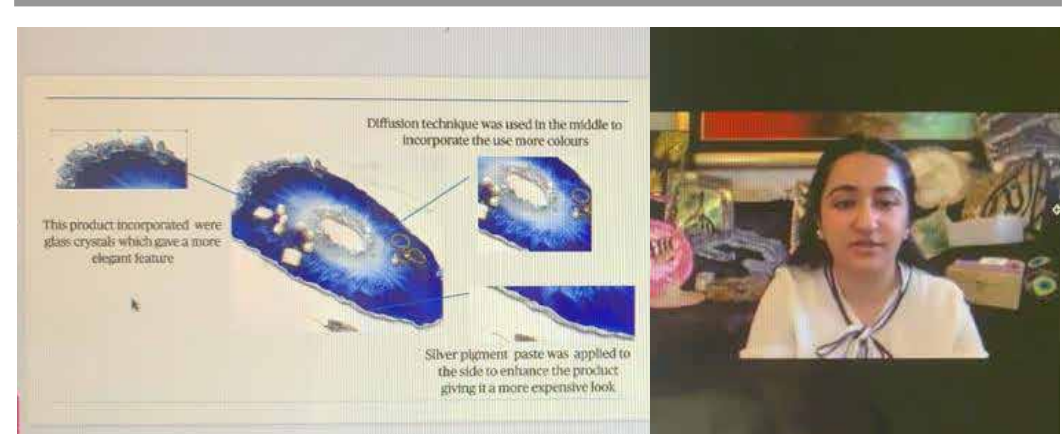 Diffusion technique was used in the middle to
incorporate the use more colours
This product incorporated were
glass crystals which gave a more
elegant feature
Silver pigment paste was applied to
the side to enhance the product
giving it a more expensive look